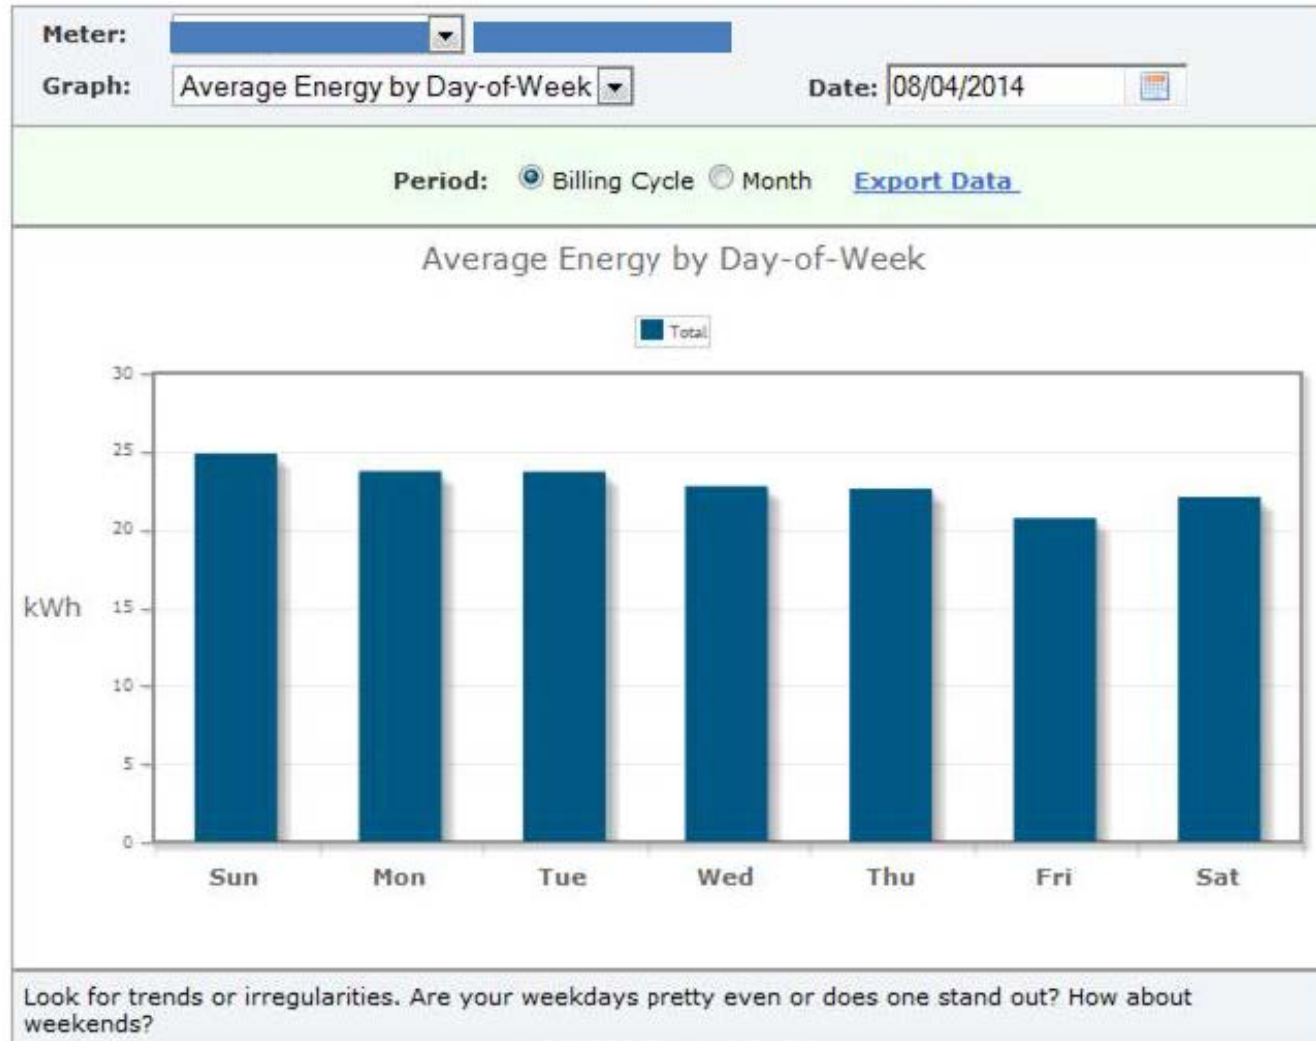 Meter:
Graph: Average Energy by Day-of-Week Date: 08/04/2014
Period: Billing Cycle Month Export Data
Average Energy by Day-of-Week
Total
30
25
20
kWh 15
10
5
0
Sun Mon Tue Wed Thu Fri Sat
Look for trends or irregularities. Are your weekdays pretty even or does one stand out? How about
weekends?